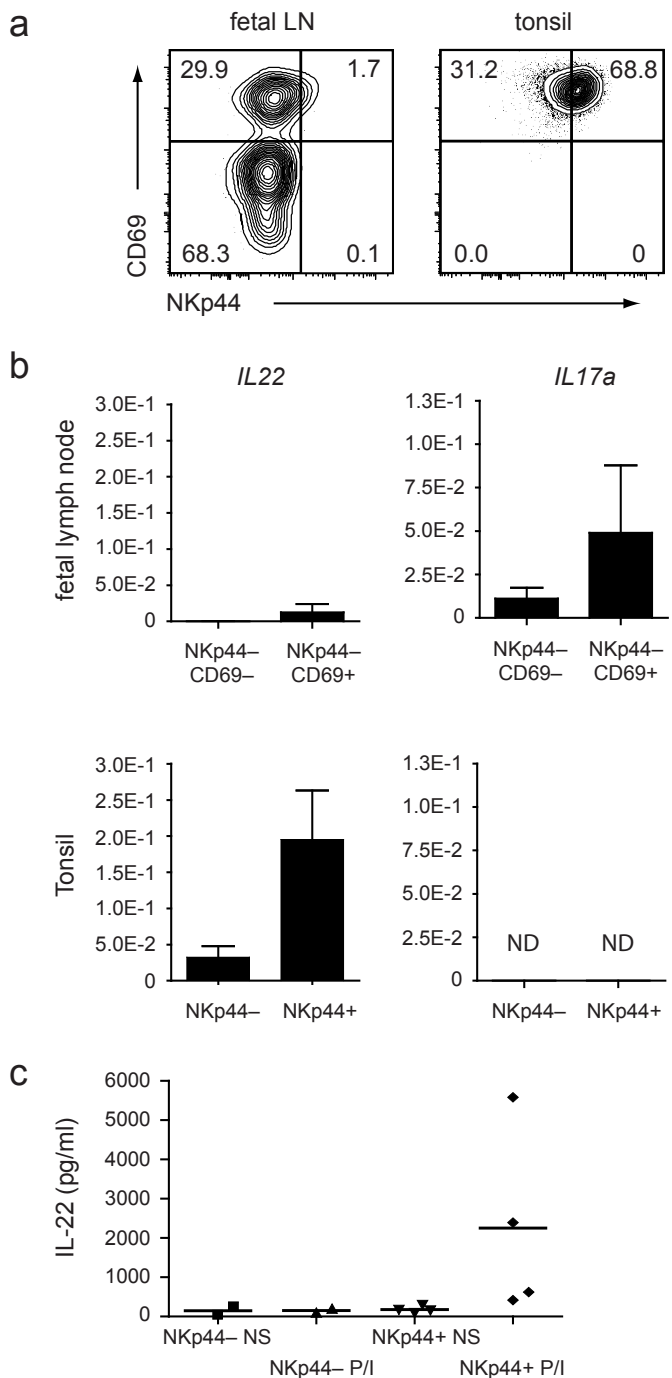 a
fetal LN
tonsil
29.9
1.7
31.2
68.8
CD69
68.3
0.1
0.0
0
NKp44
b
IL22
IL17a
fetal lymph node
3.0E-1
2.5E-1
2.0E-1
1.5E-1
1.0E-1
5.0E-2
0
NKp44– NKp44–
CD69– CD69+
1.3E-1
1.0E-1
7.5E-2
5.0E-2
2.5E-2
0
NKp44– NKp44–
CD69– CD69+
Tonsil
3.0E-1
2.5E-1
2.0E-1
1.5E-1
1.0E-1
5.0E-2
0
NKp44– NKp44+
1.3E-1
1.0E-1
7.5E-2
5.0E-2
2.5E-2
0
ND ND
NKp44– NKp44+
c
IL-22 (pg/ml)
6000
5000
4000
3000
2000
1000
0
NKp44– NS NKp44+ NS
NKp44– P/I NKp44+ P/I